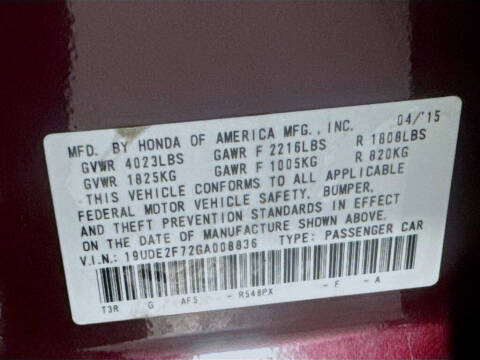 MFD. BY HONDA OF AMERICA MFG., INC. 04/'15
GVWR 4023LBS GAWR F 2216LBS R 1808LBS
GVWR 1825KG GAWR F 1005KG R 820KG
THIS VEHICLE CONFORMS TO ALL APPLICABLE
FEDERAL MOTOR VEHICLE SAFETY, BUMPER,
AND THEFT PREVENTION STANDARDS IN EFFECT
ON THE DATE OF MANUFACTURE SHOWN ABOVE.
V.I.N.: 19UDE2F72GA008836 TYPE: PASSENGER CAR
T3R G AF5 - R548PX - F - A